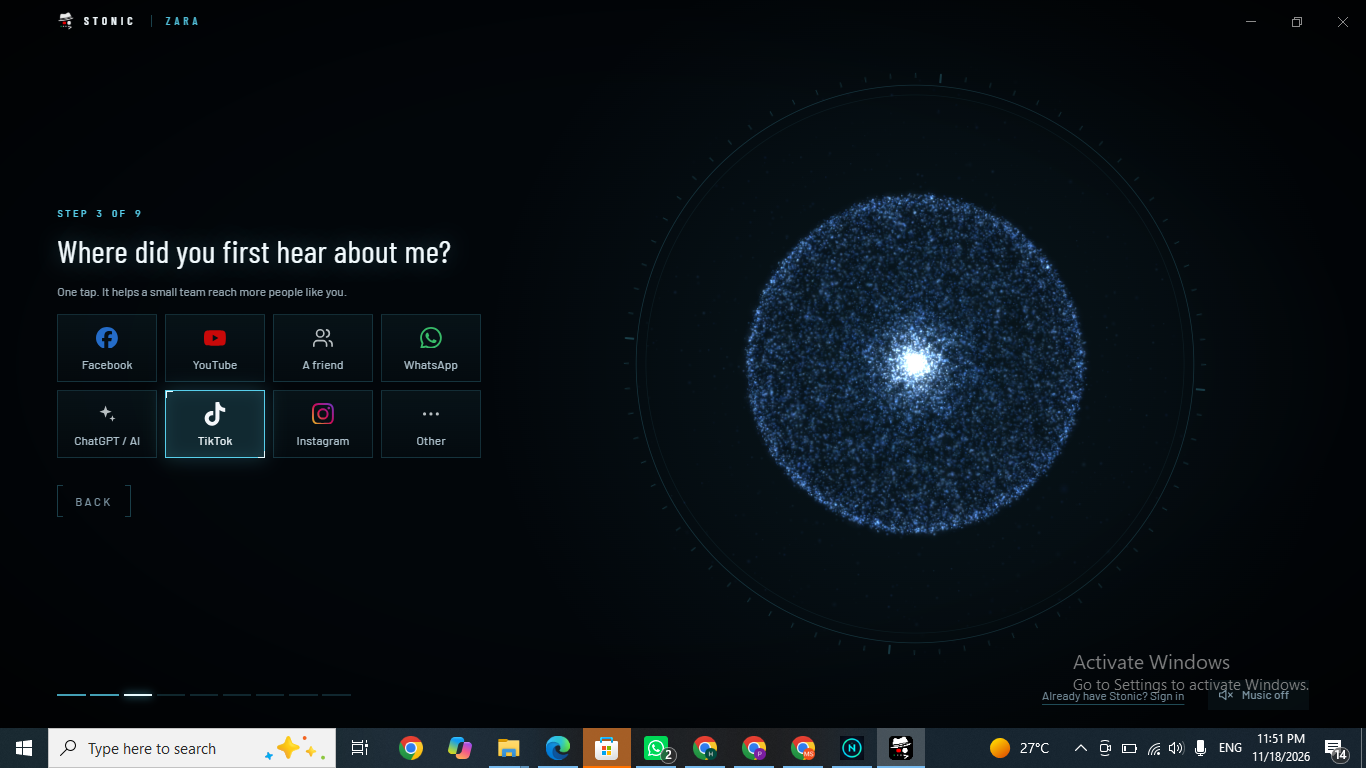 STONIC | ZARA
STEP 3 OF 9
Where did you first hear about me?
One tap. It helps a small team reach more people like you.
Facebook YouTube A friend WhatsApp
ChatGPT / AI TikTok Instagram Other
BACK
Activate Windows
Go to Settings to activate Windows.
Already have Stonic? Sign in Music off
Type here to search
2
H
P
MS
N
27°C
ENG
11:51 PM
11/18/2026
14